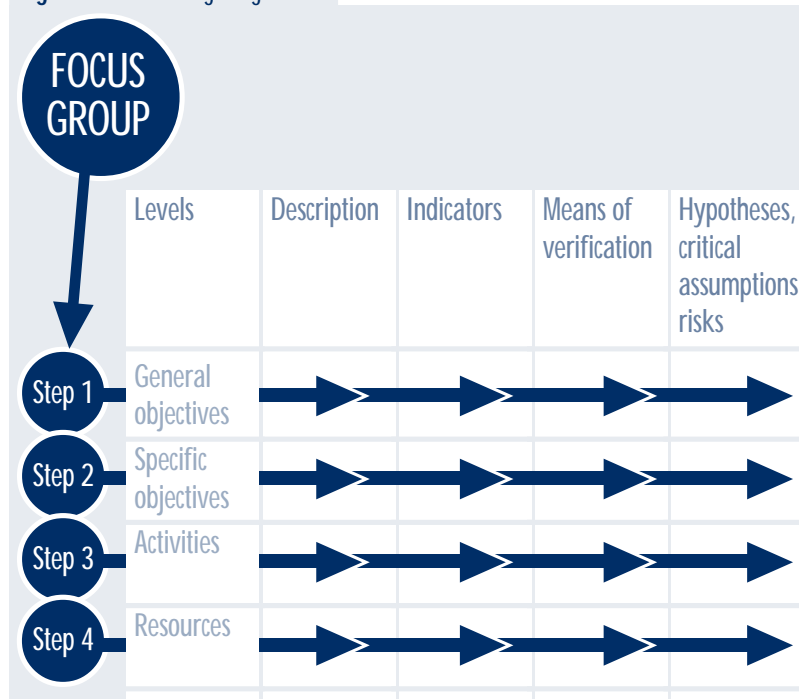 FOCUS
GROUP
Levels
Description
Indicators
Means of
verification
Hypotheses,
critical
assumptions
risks
Step 1
General
objectives
Step 2
Specific
objectives
Step 3
Activities
Step 4
Resources